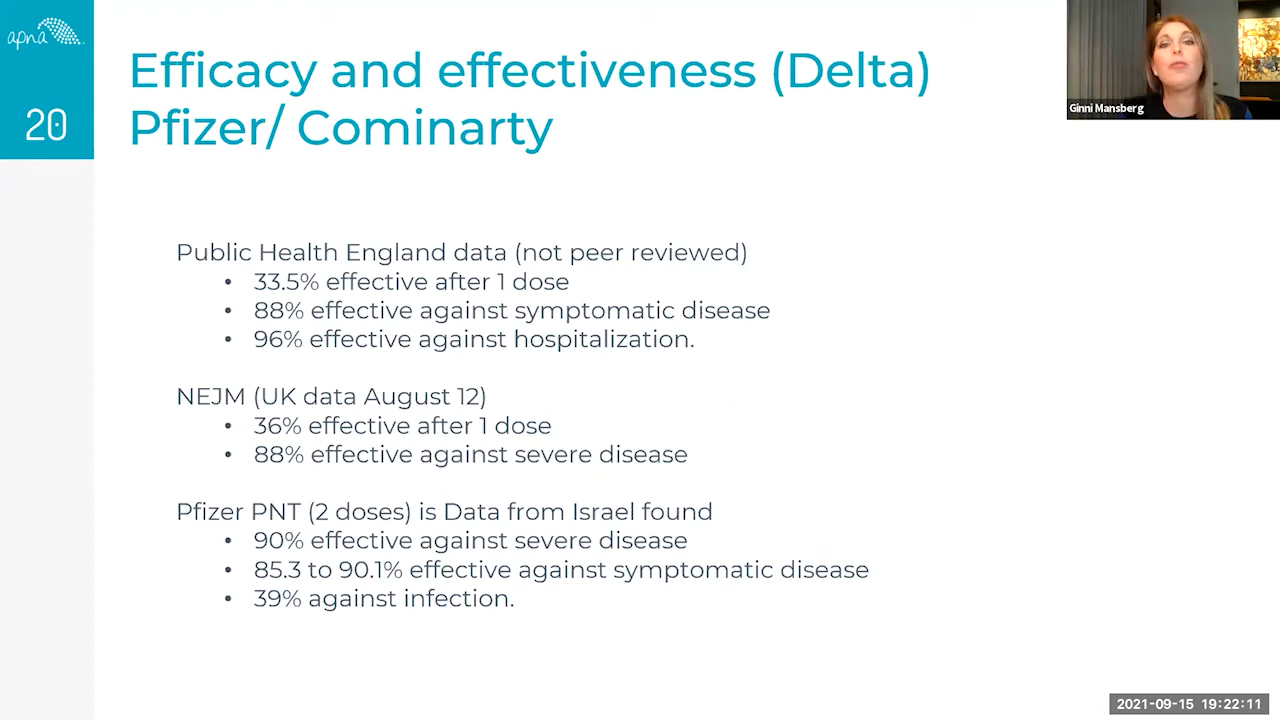 apna
20
Efficacy and effectiveness (Delta)
Pfizer/ Cominarty
Ginni Mansberg
Public Health England data (not peer reviewed)
• 33.5% effective after 1 dose
• 88% effective against symptomatic disease
• 96% effective against hospitalization.
NEJM (UK data August 12)
• 36% effective after 1 dose
• 88% effective against severe disease
Pfizer PNT (2 doses) is Data from Israel found
• 90% effective against severe disease
• 85.3 to 90.1% effective against symptomatic disease
• 39% against infection.
2021-09-15 19:22:11